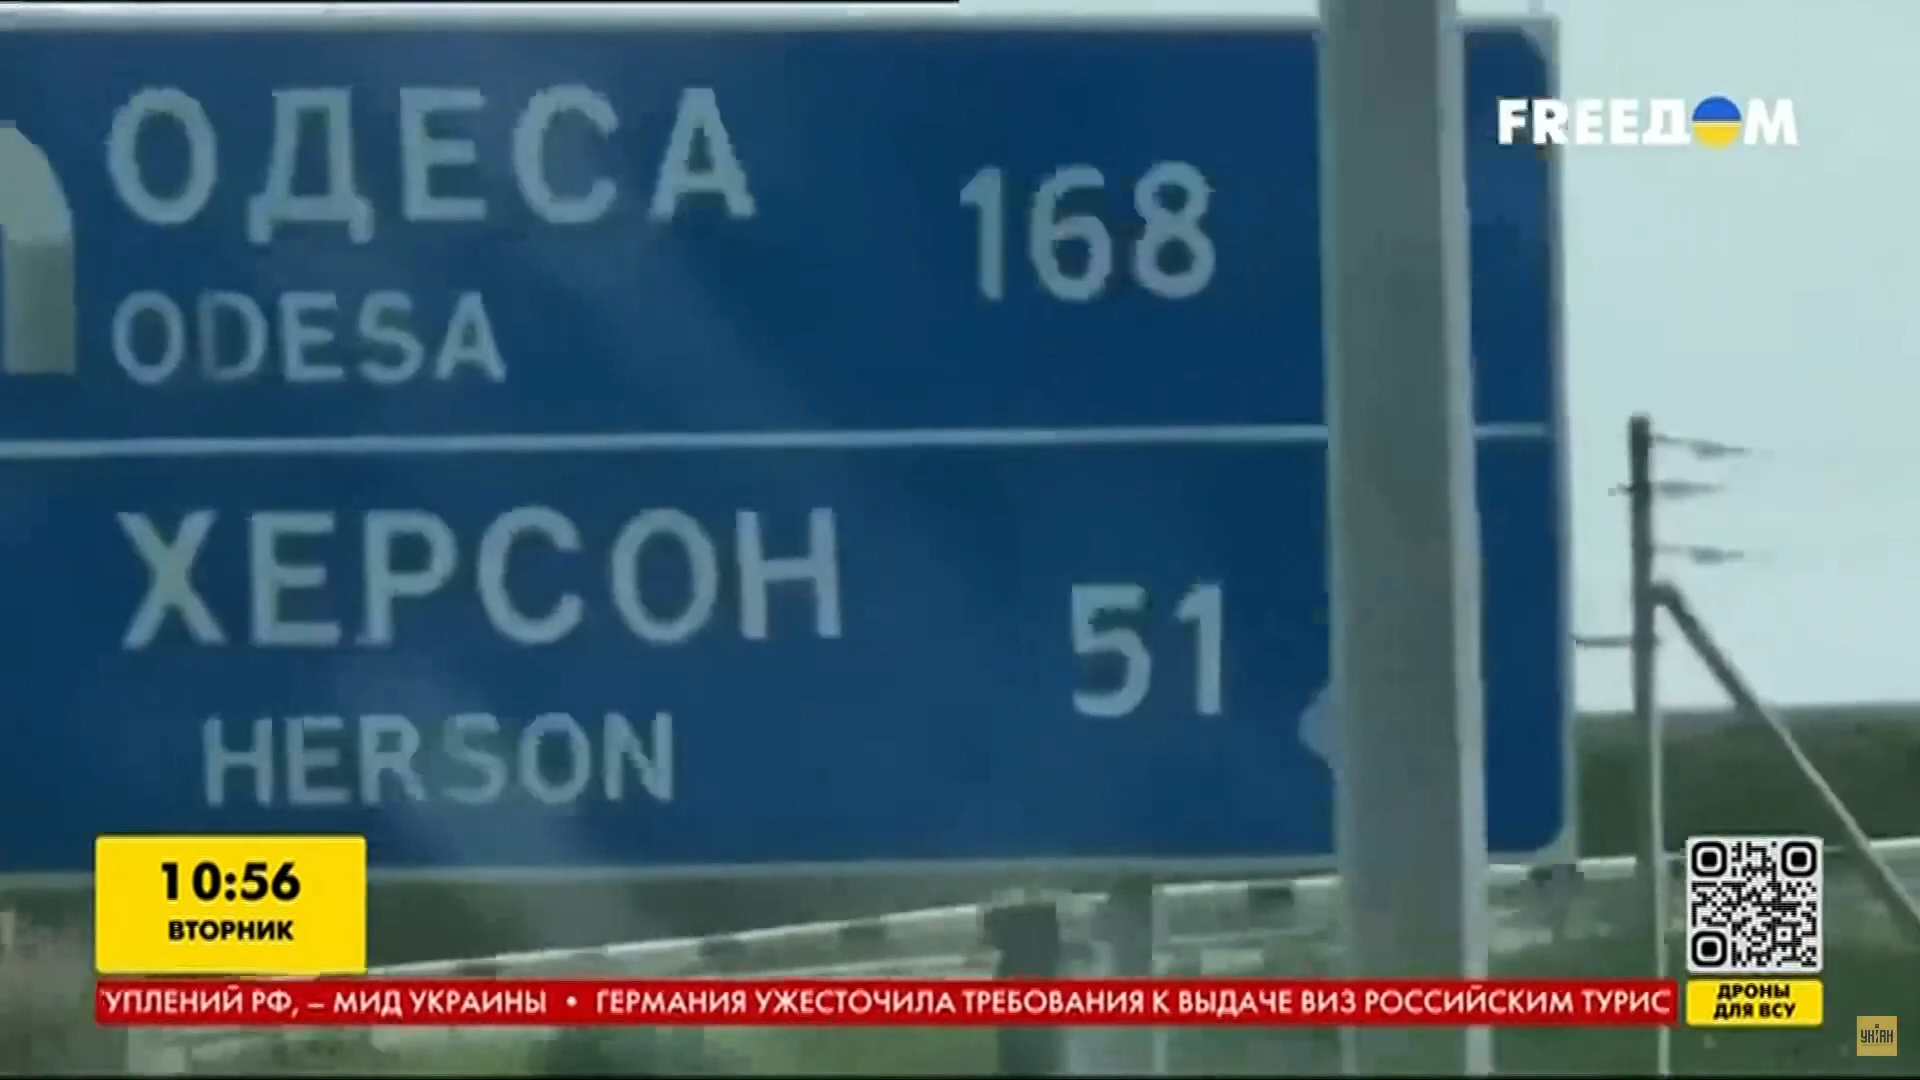 ОДЕСА
168
ODESA
ХЕРСОН
51
HERSON
FREEДOM
10:56
ВТОРНИК
УПЛЕНИЙ РФ, – МИД УКРАИНЫ • ГЕРМАНИЯ УЖЕСТОЧИЛА ТРЕБОВАНИЯ К ВЫДАЧЕ ВИЗ РОССИЙСКИМ ТУРИС
ДРОНЫ
ДЛЯ ВСУ
УНІАН